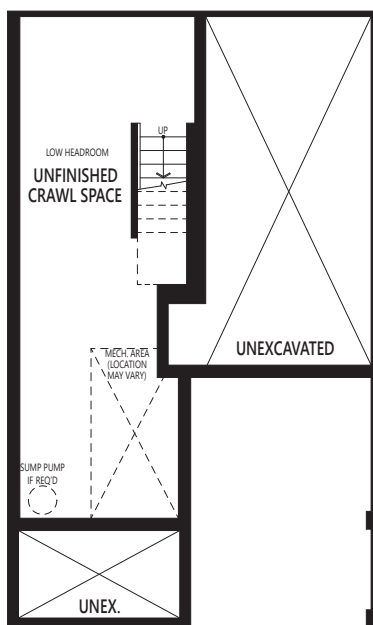 UP
LOW HEADROOM
UNFINISHED
CRAWL SPACE
UNEXCAVATED
MECH. AREA
(LOCATION
MAY VARY)
SUMP PUMP
IF REQ'D
UNEX.